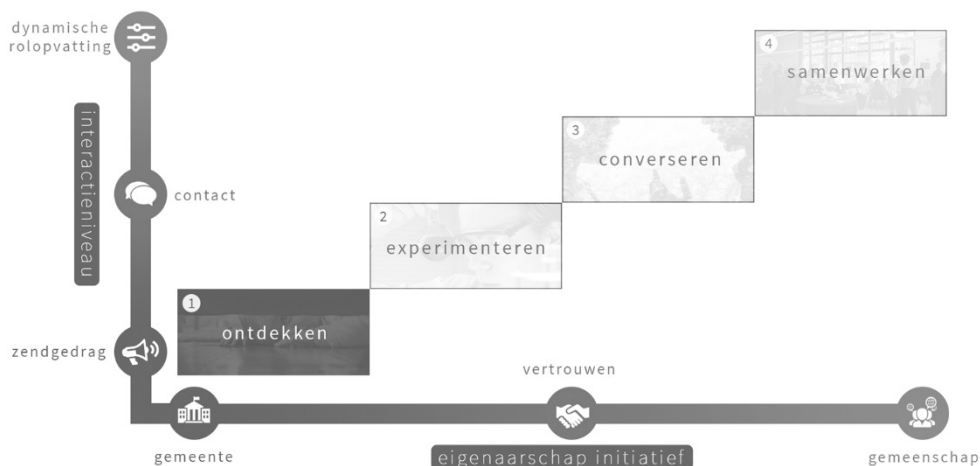 dynamische
rolopvatting
4
samenwerken
interactieniveau
3
converseren
contact
2
experimenteren
1
ontdekken
zendgedrag
vertrouwen
gemeente
eigenaarschap initiatief
gemeenschap